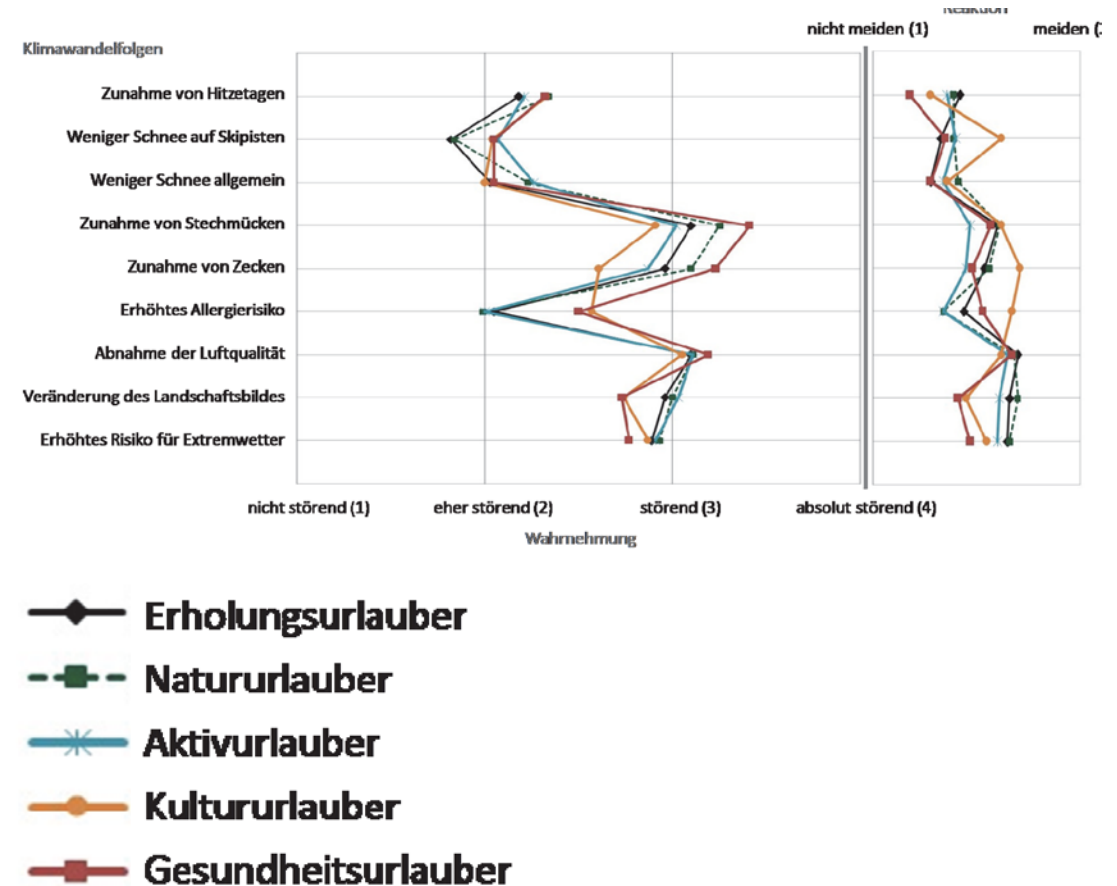 Reaktion
nicht meiden (1) meiden (
Klimawandelfolgen
Zunahme von Hitzetagen
Weniger Schnee auf Skipisten
Weniger Schnee allgemein
Zunahme von Stechmücken
Zunahme von Zecken
Erhöhtes Allergierisiko
Abnahme der Luftqualität
Veränderung des Landschaftsbildes
Erhöhtes Risiko für Extremwetter
nicht störend (1) eher störend (2) störend (3) absolut störend (4)
Wahrnehmung
Erholungsurlauber
Natururlauber
Aktivurlauber
Kultururlauber
Gesundheitsurlauber